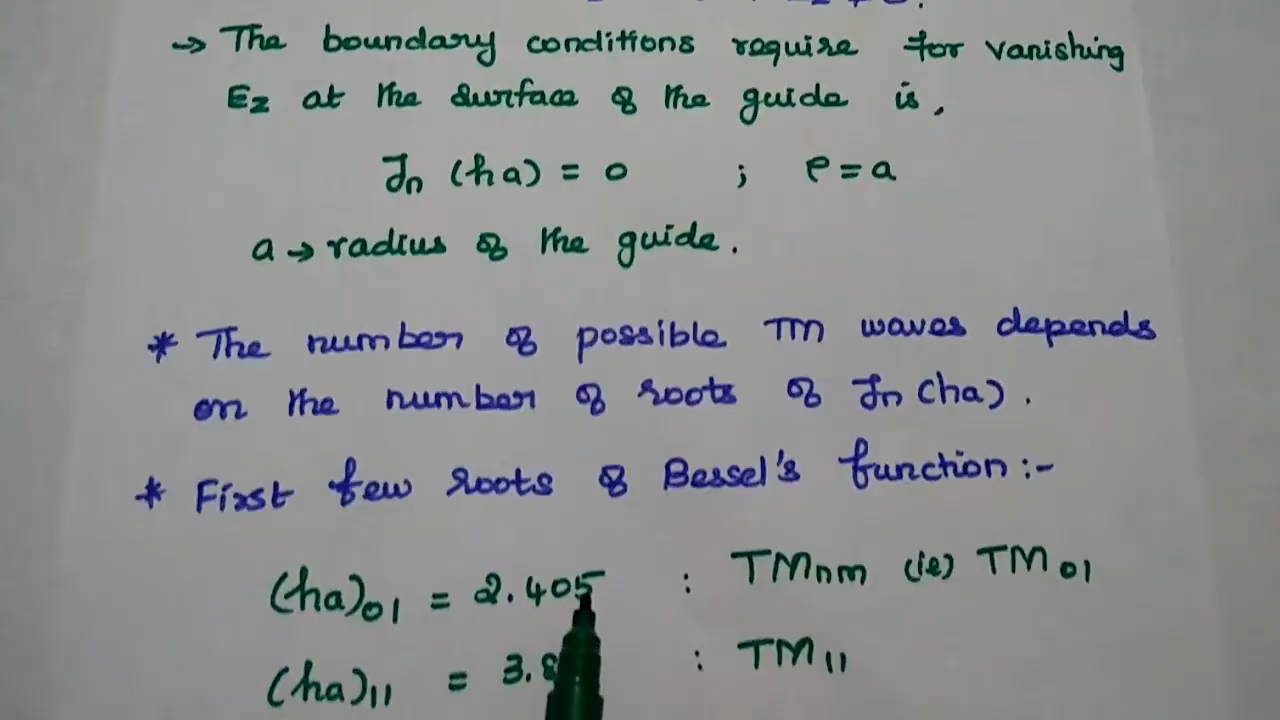 → The boundary conditions require for vanishing
Ez at the surface of the guide is,
Jn (ha) = 0 ; ρ = a
a → radius of the guide.
* The number of possible TM waves depends
on the number of roots of Jn (ha).
* First few roots of Bessel's function :-
(ha)01 = 2.405 : TMnm (ie) TM01
(ha)11 = 3. : TM11